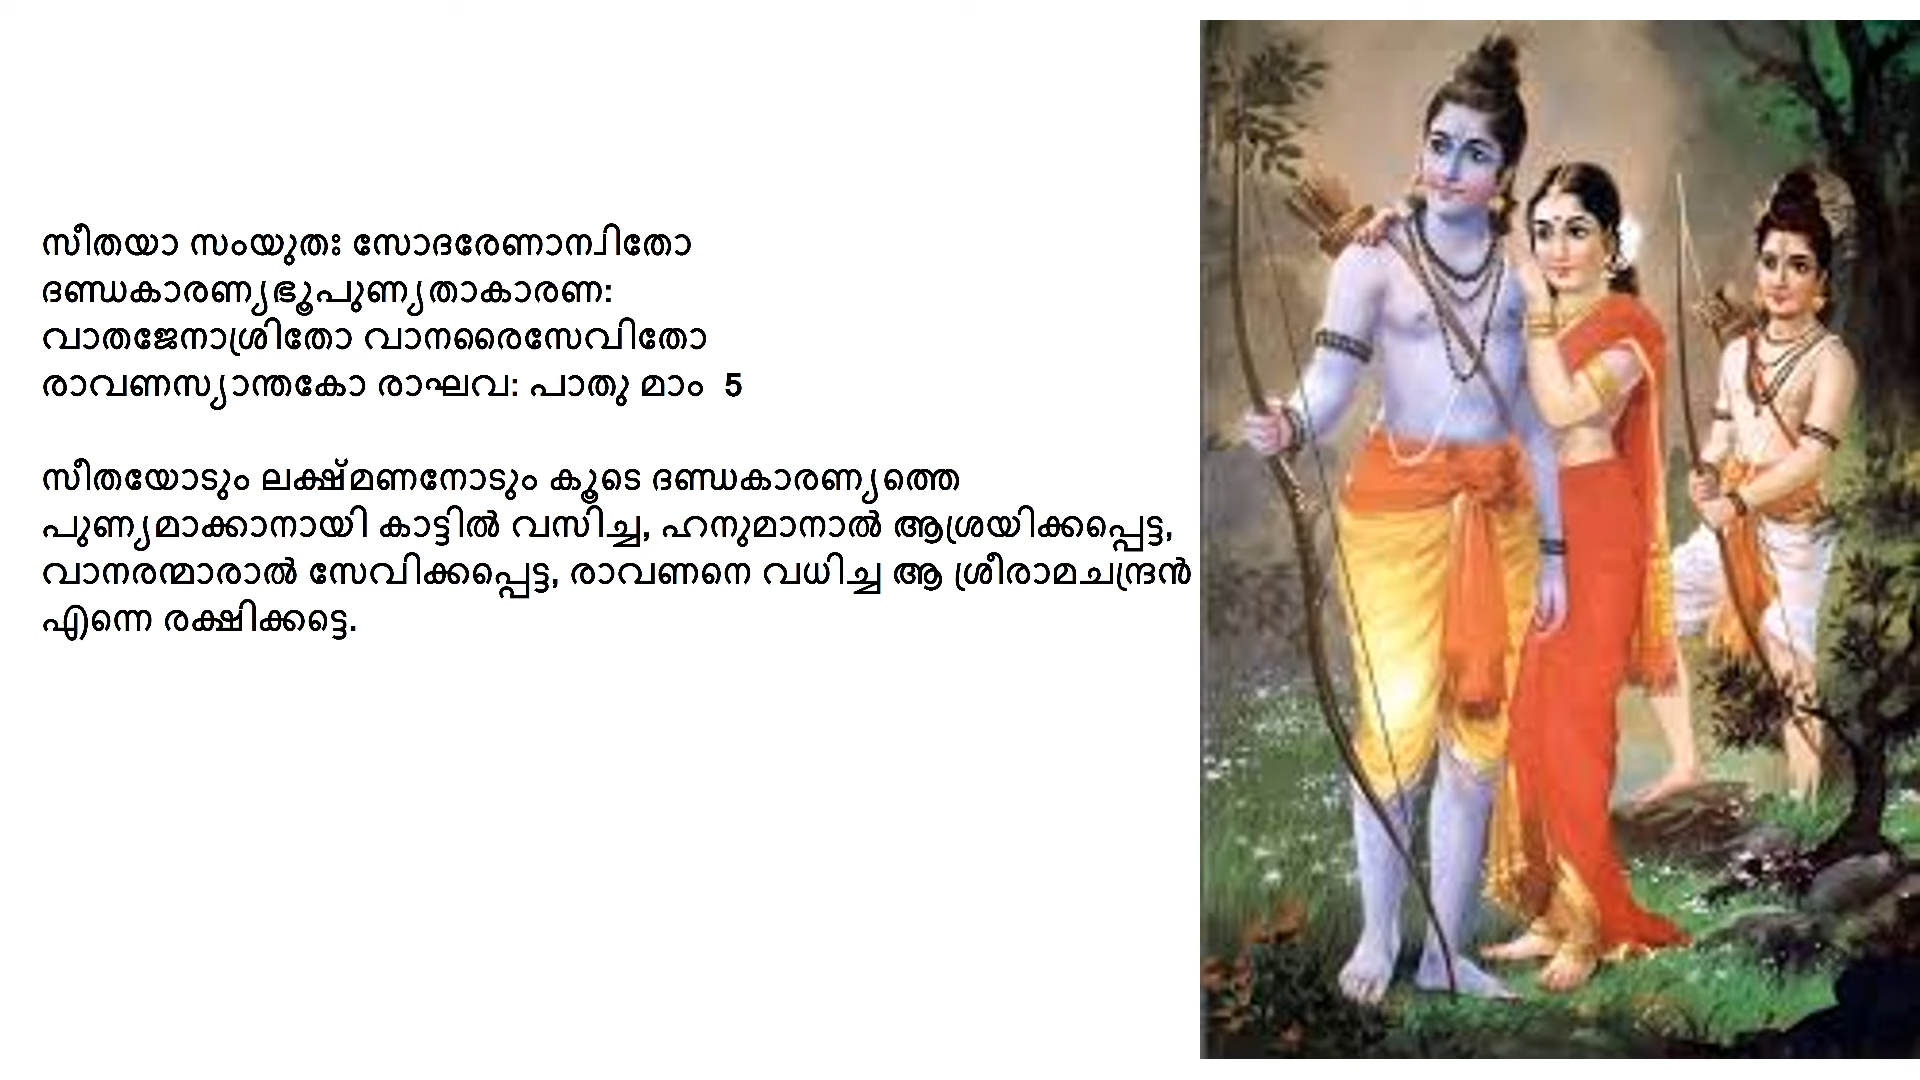 സീതയാ സംയുതഃ സോദരേണാന്വിതോ
ദണ്ഡകാരണ്യഭൂപുണ്യതാകാരണ:
വാതജേനാശ്രിതോ വാനരൈസേവിതോ
രാവണസ്യാന്തകോ രാഘവ: പാതു മാം 5
സീതയോടും ലക്ഷ്മണനോടും കൂടെ ദണ്ഡകാരണ്യത്തെ
പുണ്യമാക്കാനായി കാട്ടിൽ വസിച്ച, ഹനുമാനാൽ ആശ്രയിക്കപ്പെട്ട,
വാനരന്മാരാൽ സേവിക്കപ്പെട്ട, രാവണനെ വധിച്ച ആ ശ്രീരാമചന്ദ്രൻ
എന്നെ രക്ഷിക്കട്ടെ.